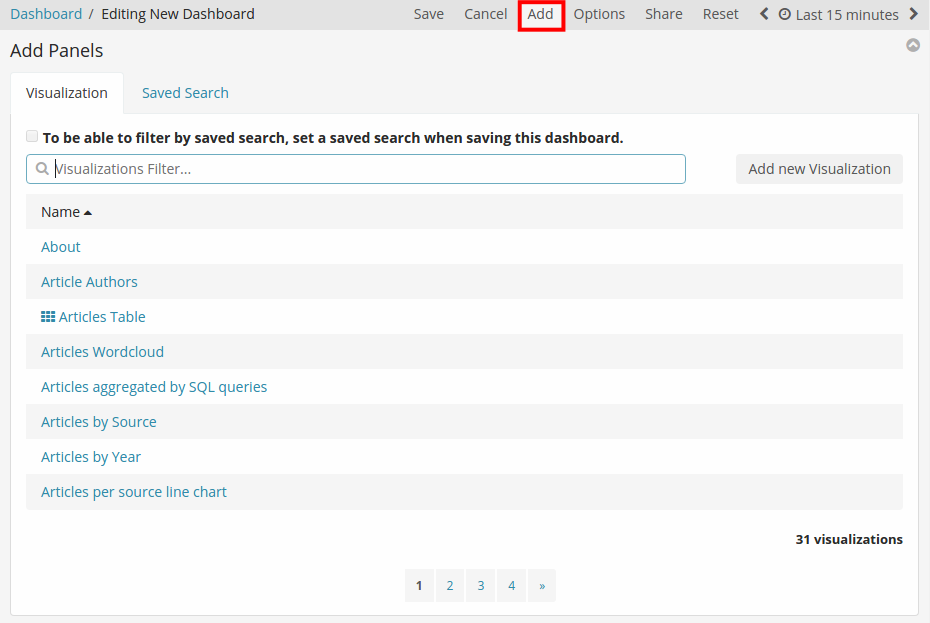 Dashboard / Editing New Dashboard Save Cancel Add Options Share Reset Last 15 minutes
Add Panels
Visualization Saved Search
To be able to filter by saved search, set a saved search when saving this dashboard.
Visualizations Filter... Add new Visualization
Name
About
Article Authors
Articles Table
Articles Wordcloud
Articles aggregated by SQL queries
Articles by Source
Articles by Year
Articles per source line chart
31 visualizations
1 2 3 4 »